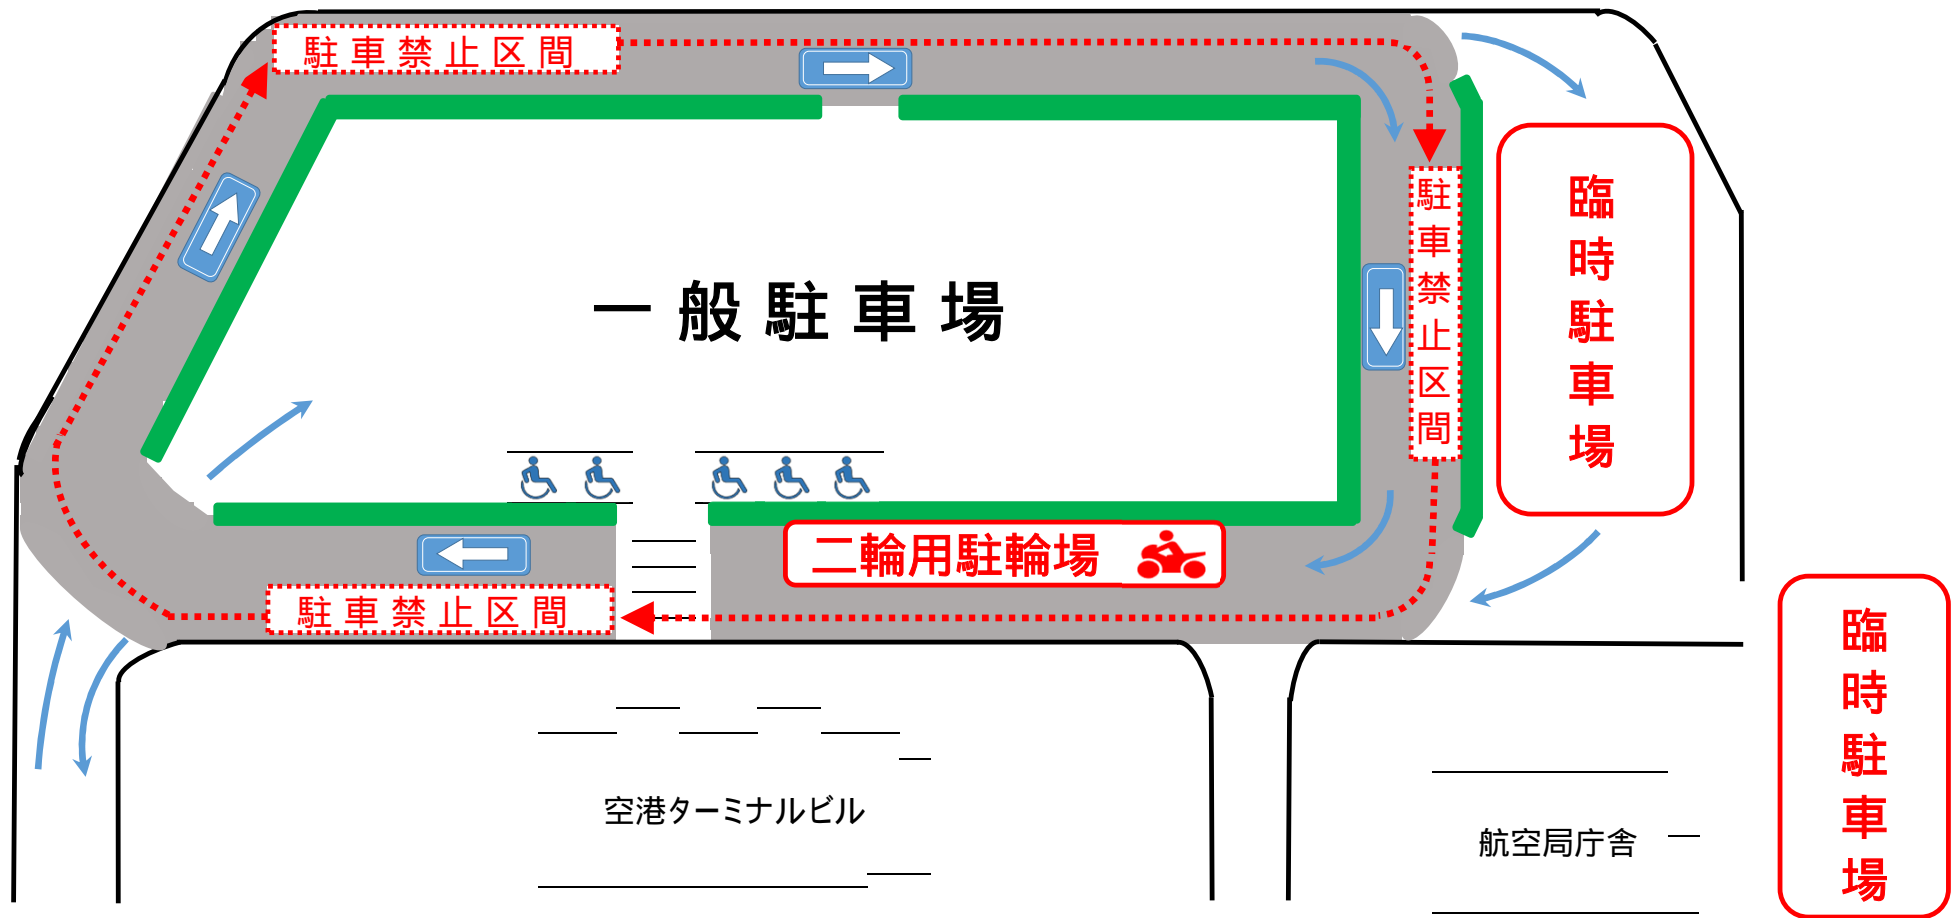 駐車禁止区間
駐車禁止区間
臨時駐車場
一般駐車場
二輪用駐輪場
駐車禁止区間
臨時駐車場
空港ターミナルビル
航空局庁舎